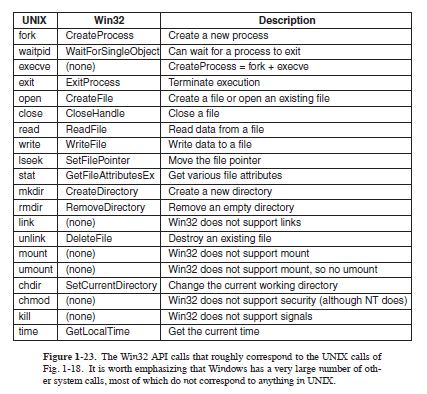 UNIX Win32 Description
fork CreateProcess Create a new process
waitpid WaitForSingleObject Can wait for a process to exit
execve (none) CreateProcess = fork + execve
exit ExitProcess Terminate execution
open CreateFile Create a file or open an existing file
close CloseHandle Close a file
read ReadFile Read data from a file
write WriteFile Write data to a file
lseek SetFilePointer Move the file pointer
stat GetFileAttributesEx Get various file attributes
mkdir CreateDirectory Create a new directory
rmdir RemoveDirectory Remove an empty directory
link (none) Win32 does not support links
unlink DeleteFile Destroy an existing file
mount (none) Win32 does not support mount
umount (none) Win32 does not support mount, so no umount
chdir SetCurrentDirectory Change the current working directory
chmod (none) Win32 does not support security (although NT does)
kill (none) Win32 does not support signals
time GetLocalTime Get the current time
Figure 1-23. The Win32 API calls that roughly correspond to the UNIX calls of
Fig. 1-18. It is worth emphasizing that Windows has a very large number of oth-
er system calls, most of which do not correspond to anything in UNIX.